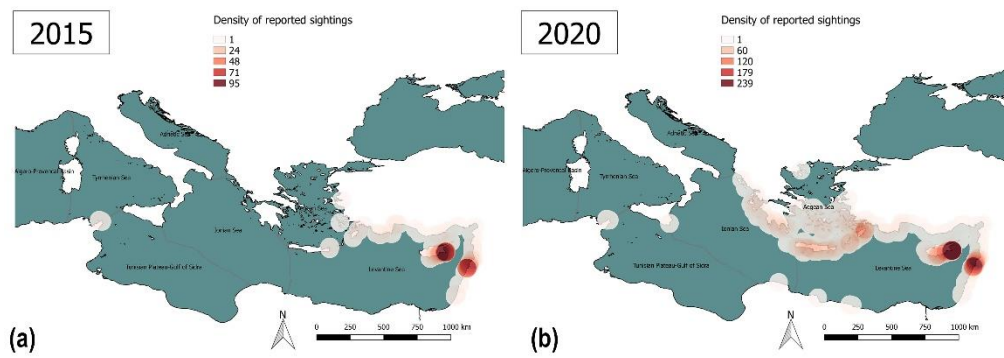 2015
Density of reported sightings
1
24
48
71
95
Adriatic Sea
Algero-Provencal Basin
Tyrrhenian Sea
Aegean Sea
Ionian Sea
Tunisian Plateau-Gulf of Sidra
Levantine Sea
(a)
N
0 250 500 750 1000 km
2020
Density of reported sightings
1
60
120
179
239
Adriatic Sea
Algero-Provencal Basin
Tyrrhenian Sea
Aegean Sea
Ionian Sea
Tunisian Plateau-Gulf of Sidra
Levantine Sea
(b)
N
0 250 500 750 1000 km